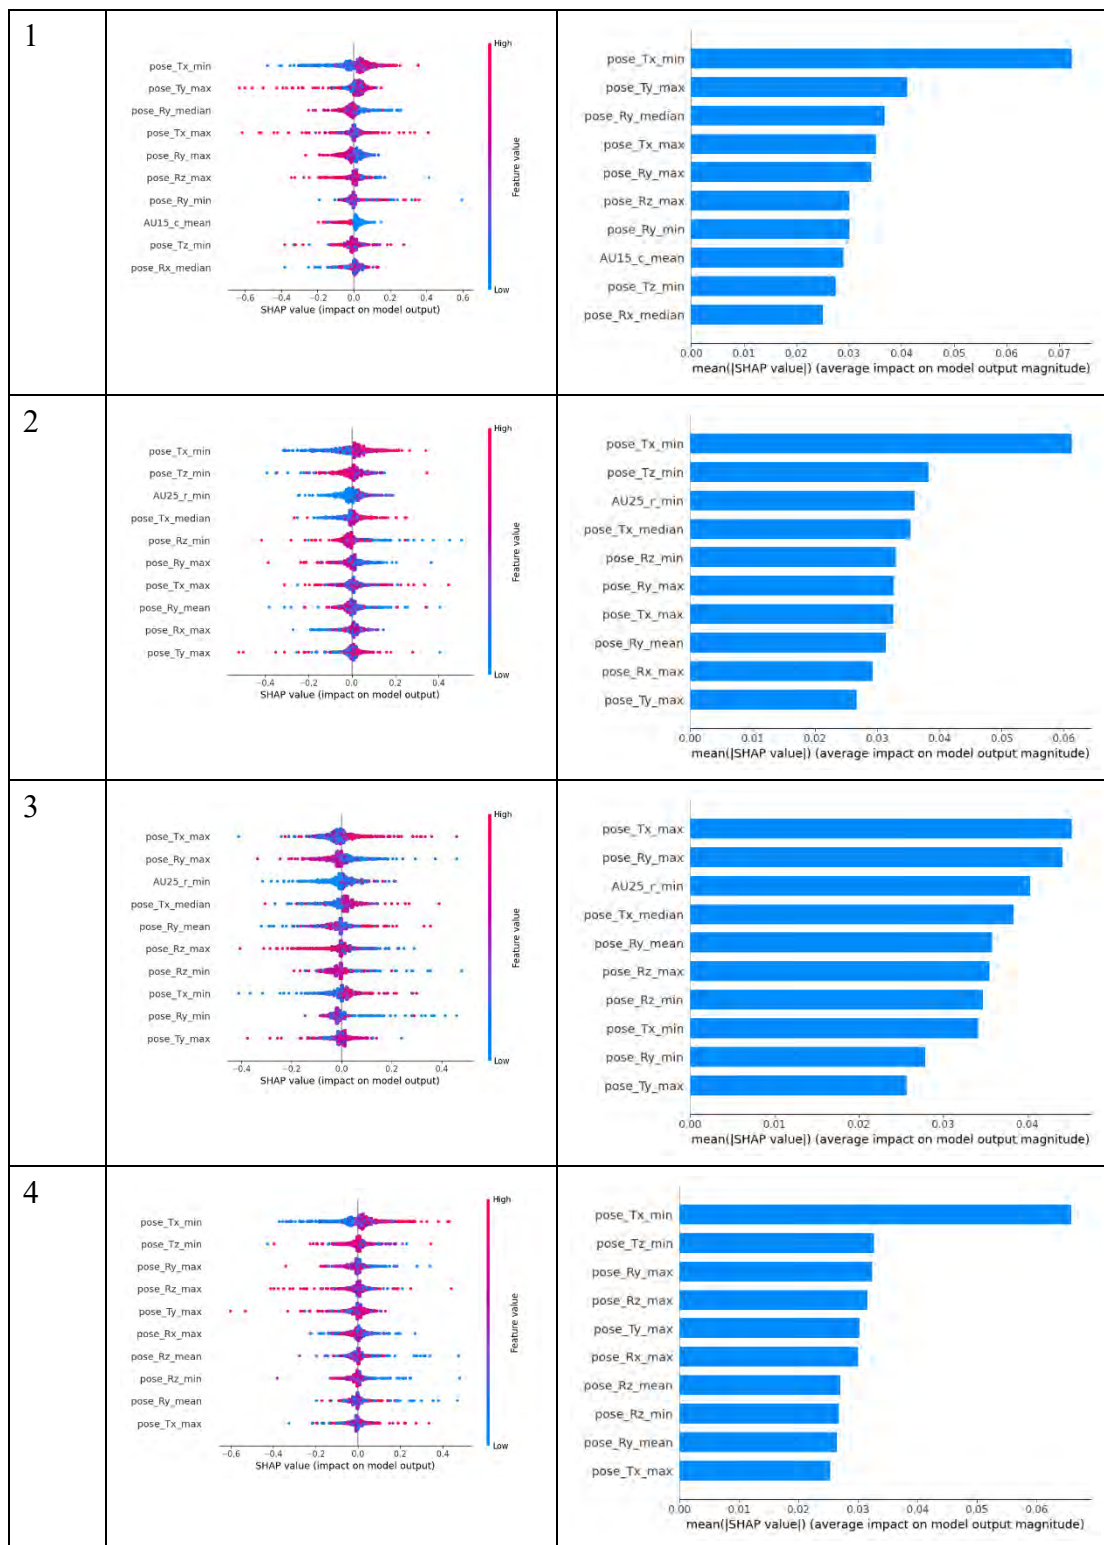 1
pose_Tx_min
pose_Ty_max
pose_Ry_median
pose_Tx_max
pose_Ry_max
pose_Rz_max
pose_Ry_min
AU15_c_mean
pose_Tz_min
pose_Rx_median
−0.6 −0.4 −0.2 0.0 0.2 0.4 0.6
SHAP value (impact on model output)
High
Feature value
Low
pose_Tx_min
pose_Ty_max
pose_Ry_median
pose_Tx_max
pose_Ry_max
pose_Rz_max
pose_Ry_min
AU15_c_mean
pose_Tz_min
pose_Rx_median
0.00 0.01 0.02 0.03 0.04 0.05 0.06 0.07
mean(|SHAP value|) (average impact on model output magnitude)
2
pose_Tx_min
pose_Tz_min
AU25_r_min
pose_Tx_median
pose_Rz_min
pose_Ry_max
pose_Tx_max
pose_Ry_mean
pose_Rx_max
pose_Ty_max
−0.4 −0.2 0.0 0.2 0.4
SHAP value (impact on model output)
High
Feature value
Low
pose_Tx_min
pose_Tz_min
AU25_r_min
pose_Tx_median
pose_Rz_min
pose_Ry_max
pose_Tx_max
pose_Ry_mean
pose_Rx_max
pose_Ty_max
0.00 0.01 0.02 0.03 0.04 0.05 0.06
mean(|SHAP value|) (average impact on model output magnitude)
3
pose_Tx_max
pose_Ry_max
AU25_r_min
pose_Tx_median
pose_Ry_mean
pose_Rz_max
pose_Rz_min
pose_Tx_min
pose_Ry_min
pose_Ty_max
−0.4 −0.2 0.0 0.2 0.4
SHAP value (impact on model output)
High
Feature value
Low
pose_Tx_max
pose_Ry_max
AU25_r_min
pose_Tx_median
pose_Ry_mean
pose_Rz_max
pose_Rz_min
pose_Tx_min
pose_Ry_min
pose_Ty_max
0.00 0.01 0.02 0.03 0.04
mean(|SHAP value|) (average impact on model output magnitude)
4
pose_Tx_min
pose_Tz_min
pose_Ry_max
pose_Rz_max
pose_Ty_max
pose_Rx_max
pose_Rz_mean
pose_Rz_min
pose_Ry_mean
pose_Tx_max
−0.6 −0.4 −0.2 0.0 0.2 0.4
SHAP value (impact on model output)
High
Feature value
Low
pose_Tx_min
pose_Tz_min
pose_Ry_max
pose_Rz_max
pose_Ty_max
pose_Rx_max
pose_Rz_mean
pose_Rz_min
pose_Ry_mean
pose_Tx_max
0.00 0.01 0.02 0.03 0.04 0.05 0.06
mean(|SHAP value|) (average impact on model output magnitude)